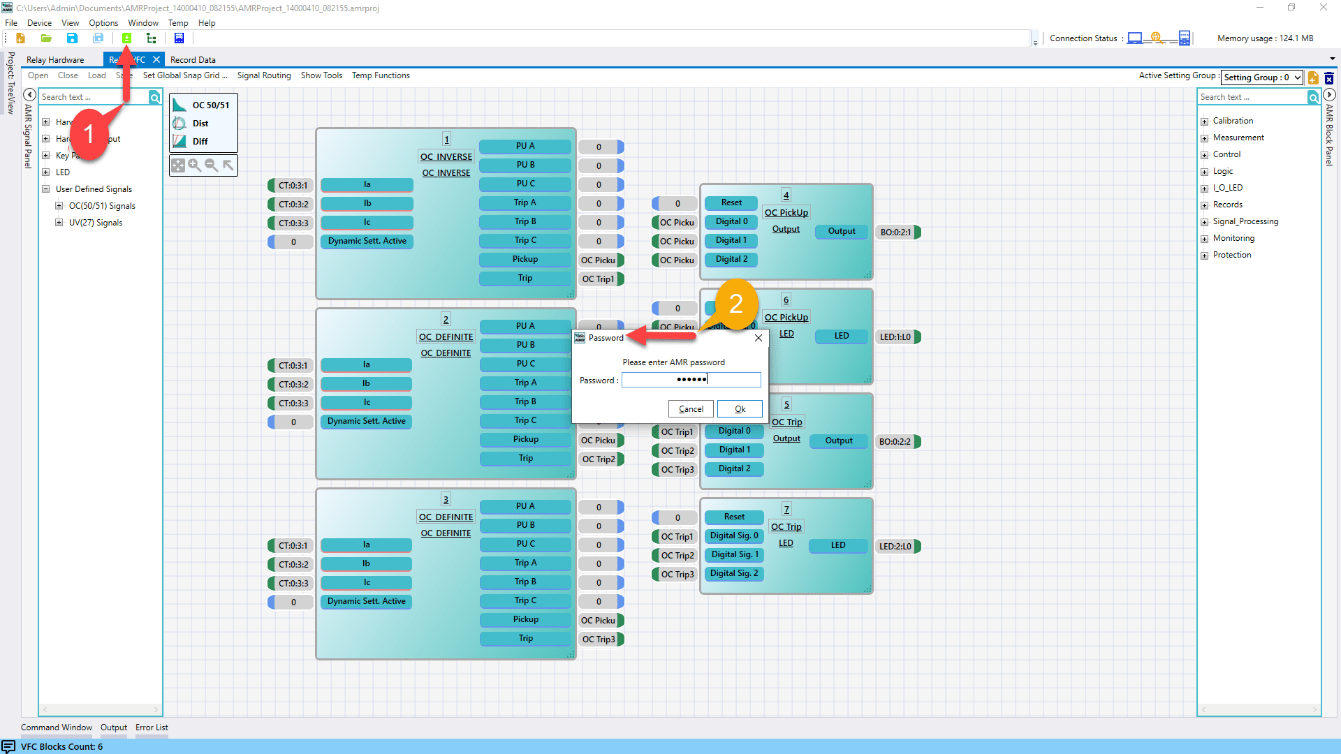 C:\Users\Admin\Documents\AMRProject_14000410_082155\AMRProject_14000410_082155.amrproj
File Device View Options Window Temp Help
Connection Status : Memory usage : 124.1 MB
Relay Hardware VFC Record Data
Open Close Load Set Global Snap Grid ... Signal Routing Show Tools Temp Functions
Active Setting Group : Setting Group : 0
Project: TreeView
AMR Signal Panel
Search text ...
1
Key
LED
User Defined Signals
OC(50/51) Signals
UV(27) Signals
OC 50/51
Dist
Diff
1
OC INVERSE
OC INVERSE
CT:0:3:1 Ia
CT:0:3:2 Ib
CT:0:3:3 Ic
0 Dynamic Sett. Active
PU A 0
PU B 0
PU C 0
Trip A 0
Trip B 0
Trip C 0
Pickup OC Picku
Trip OC Trip1
2
OC DEFINITE
OC DEFINITE
CT:0:3:1 Ia
CT:0:3:2 Ib
CT:0:3:3 Ic
0 Dynamic Sett. Active
PU A 0
PU B
PU C
Trip A
Trip B
Trip C
Pickup OC Picku
Trip OC Trip2
3
OC DEFINITE
OC DEFINITE
CT:0:3:1 Ia
CT:0:3:2 Ib
CT:0:3:3 Ic
0 Dynamic Sett. Active
PU A 0
PU B 0
PU C 0
Trip A 0
Trip B 0
Trip C 0
Pickup OC Picku
Trip OC Trip3
4
OC PickUp
Output
0 Reset
OC Picku Digital 0
OC Picku Digital 1
OC Picku Digital 2
Output BO:0:2:1
6
OC PickUp
LED
0
OC Picku
LED LED:1:L0
2
Password
Please enter AMR password
Password : ●●●●●●
Cancel Ok
5
OC Trip
Output
OC Trip1 Digital 0
OC Trip2 Digital 1
OC Trip3 Digital 2
Output BO:0:2:2
7
OC Trip
LED
0 Reset
OC Trip1 Digital Sig. 0
OC Trip2 Digital Sig. 1
OC Trip3 Digital Sig. 2
LED LED:2:L0
Search text ...
Calibration
Measurement
Control
Logic
I_O_LED
Records
Signal_Processing
Monitoring
Protection
AMR Block Panel
Command Window Output Error List
VFC Blocks Count: 6